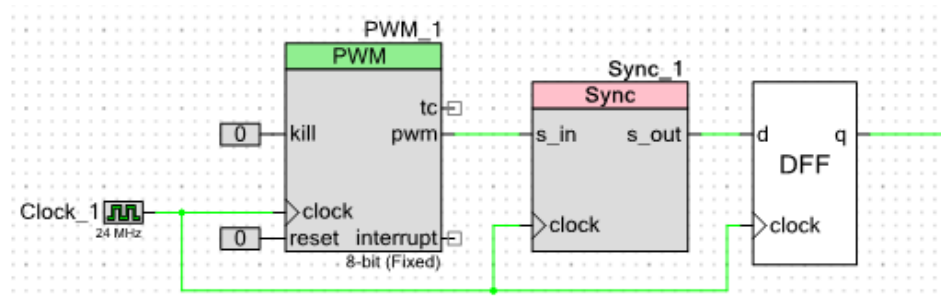 PWM_1
PWM
tc
0 kill pwm
Clock_1
24 MHz
clock
0 reset interrupt
8-bit (Fixed)
Sync_1
Sync
s_in s_out
clock
d q
DFF
clock